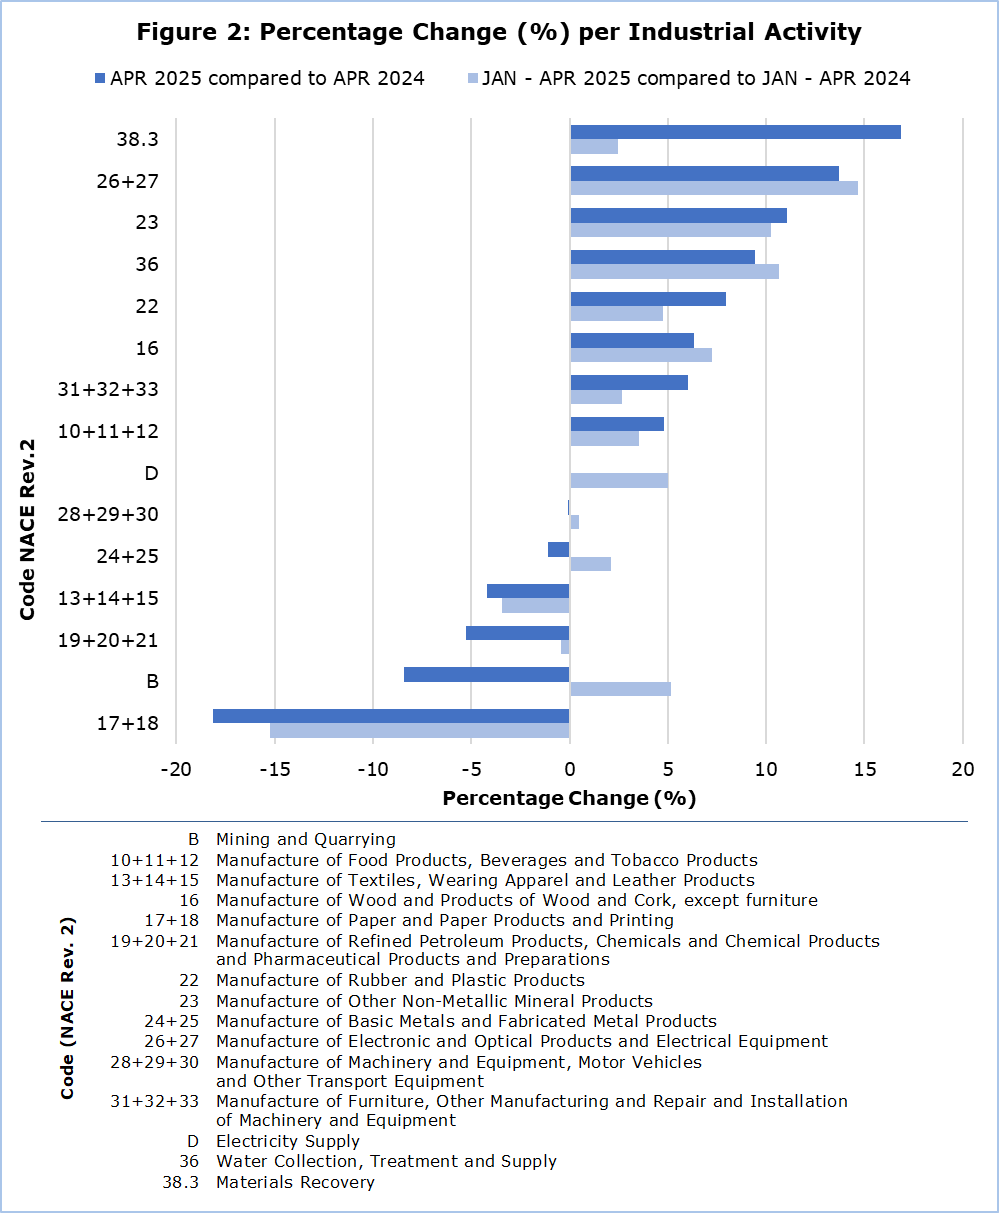 Figure 2: Percentage Change (%) per Industrial Activity
APR 2025 compared to APR 2024
JAN - APR 2025 compared to JAN - APR 2024
Code NACE Rev.2
38.3
26+27
23
36
22
16
31+32+33
10+11+12
D
28+29+30
24+25
13+14+15
19+20+21
B
17+18
-20 -15 -10 -5 0 5 10 15 20
Percentage Change (%)
Code (NACE Rev. 2)
B Mining and Quarrying
10+11+12 Manufacture of Food Products, Beverages and Tobacco Products
13+14+15 Manufacture of Textiles, Wearing Apparel and Leather Products
16 Manufacture of Wood and Products of Wood and Cork, except furniture
17+18 Manufacture of Paper and Paper Products and Printing
19+20+21 Manufacture of Refined Petroleum Products, Chemicals and Chemical Products
and Pharmaceutical Products and Preparations
22 Manufacture of Rubber and Plastic Products
23 Manufacture of Other Non-Metallic Mineral Products
24+25 Manufacture of Basic Metals and Fabricated Metal Products
26+27 Manufacture of Electronic and Optical Products and Electrical Equipment
28+29+30 Manufacture of Machinery and Equipment, Motor Vehicles
and Other Transport Equipment
31+32+33 Manufacture of Furniture, Other Manufacturing and Repair and Installation
of Machinery and Equipment
D Electricity Supply
36 Water Collection, Treatment and Supply
38.3 Materials Recovery